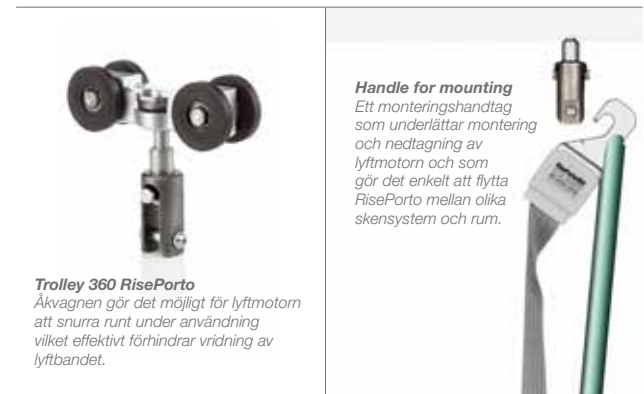 Handle for mounting
Ett monteringshandtag
som underlättar montering
och nedtagning av
lyftmotorn och som
gör det enkelt att flytta
RisePorto mellan olika
skensystem och rum.
Trolley 360 RisePorto
Åkvagnen gör det möjligt för lyftmotorn
att snurra runt under användning
vilket effektivt förhindrar vridning av
lyftbandet.